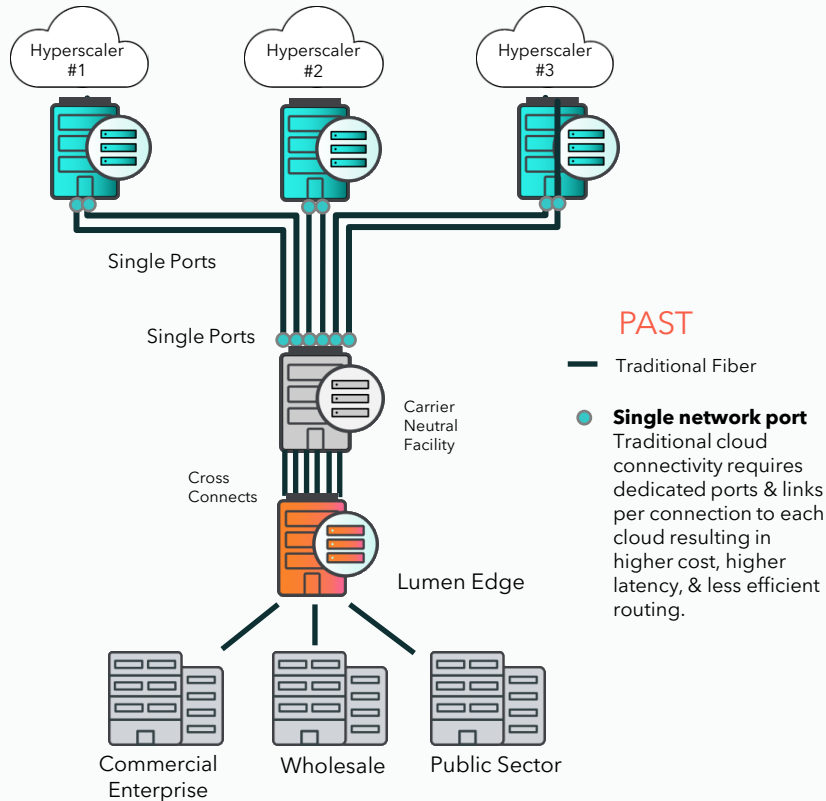 Hyperscaler
#1
Hyperscaler
#2
Hyperscaler
#3
Single Ports
Single Ports
PAST
Traditional Fiber
Carrier
Neutral
Facility
Single network port
Traditional cloud
connectivity requires
dedicated ports & links
per connection to each
cloud resulting in
higher cost, higher
latency, & less efficient
routing.
Cross
Connects
Lumen Edge
Commercial
Enterprise
Wholesale
Public Sector